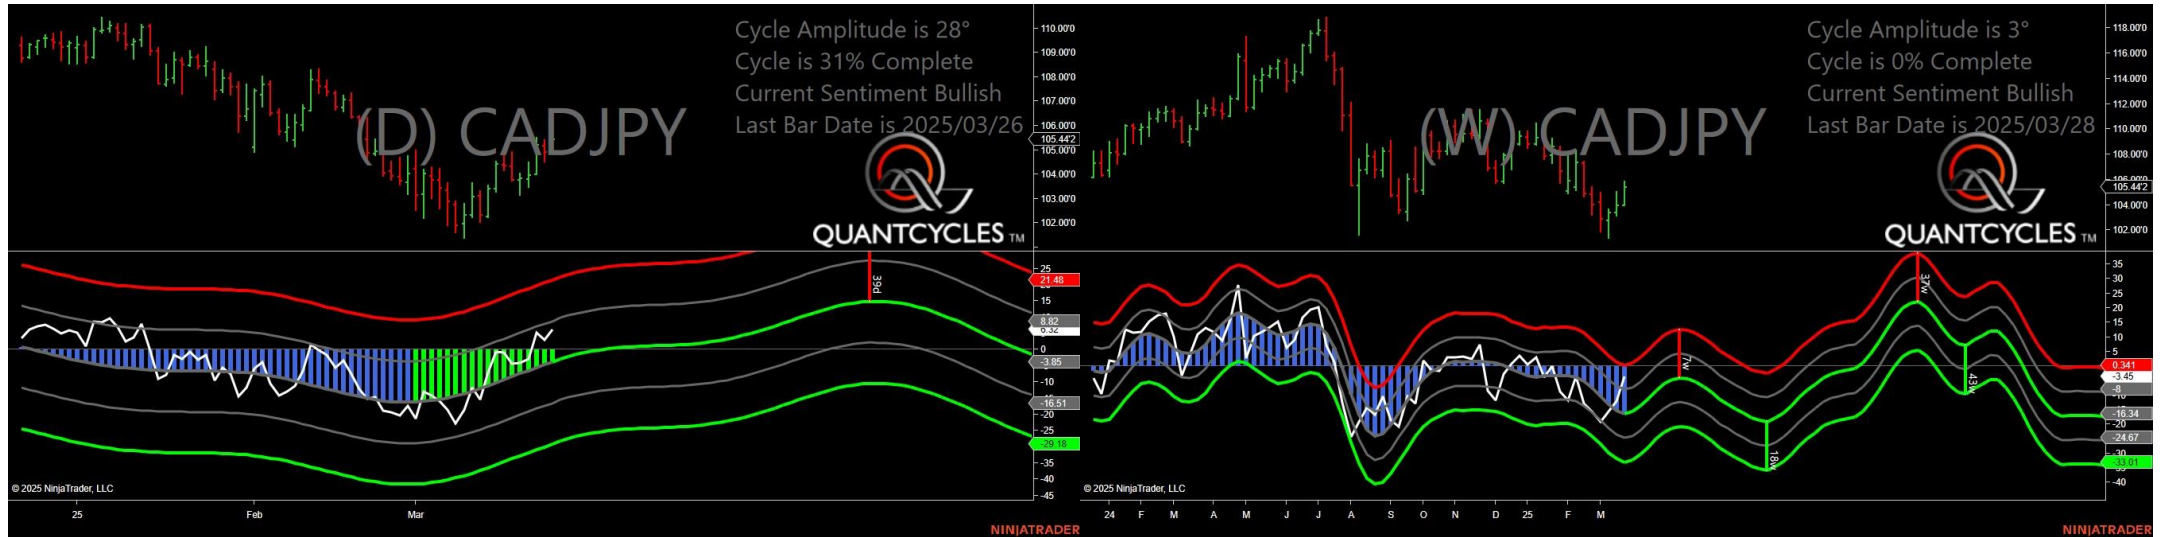 Cycle Amplitude is 28°
Cycle is 31% Complete
Current Sentiment Bullish
Last Bar Date is 2025/03/26
(D) CADJPY
QUANTCYCLES TM
110.00'0
109.00'0
108.00'0
107.00'0
106.00'0
105.44'2
105.00'0
104.00'0
103.00'0
102.00'0
39d
25
21.48
15
8.82
6.32
0
-3.85
-10
-16.51
-20
-25
-29.18
-35
-40
-45
© 2025 NinjaTrader, LLC
25
Feb
Mar
NINJATRADER
Cycle Amplitude is 3°
Cycle is 0% Complete
Current Sentiment Bullish
Last Bar Date is 2025/03/28
(W) CADJPY
QUANTCYCLES TM
118.00'0
116.00'0
114.00'0
112.00'0
110.00'0
108.00'0
106.00'0
105.44'2
104.00'0
102.00'0
37w
7w
43w
18w
35
30
25
20
15
10
5
0.341
-3.45
-8
-10
-16.34
-20
-24.67
-30
-33.01
-40
© 2025 NinjaTrader, LLC
24
F
M
A
M
J
J
A
S
O
N
D
25
F
M
NINJATRADER